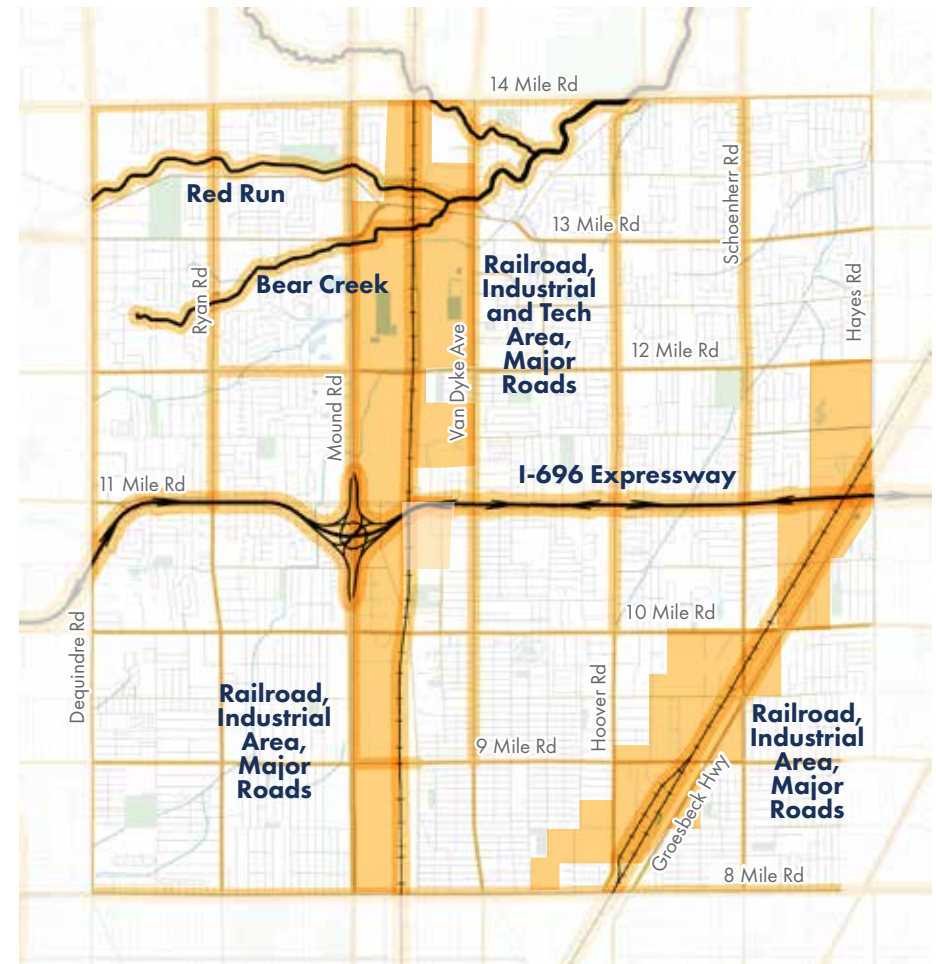 14 Mile Rd
Red Run
Schoenherr Rd
13 Mile Rd
Bear Creek
Ryan Rd
Railroad,
Industrial
and Tech
Area,
Major
Roads
Hayes Rd
12 Mile Rd
Van Dyke Ave
Mound Rd
11 Mile Rd
I-696 Expressway
10 Mile Rd
Dequindre Rd
Hoover Rd
Railroad,
Industrial
Area,
Major
Roads
9 Mile Rd
Railroad,
Industrial
Area,
Major
Roads
Groesbeck Hwy
8 Mile Rd